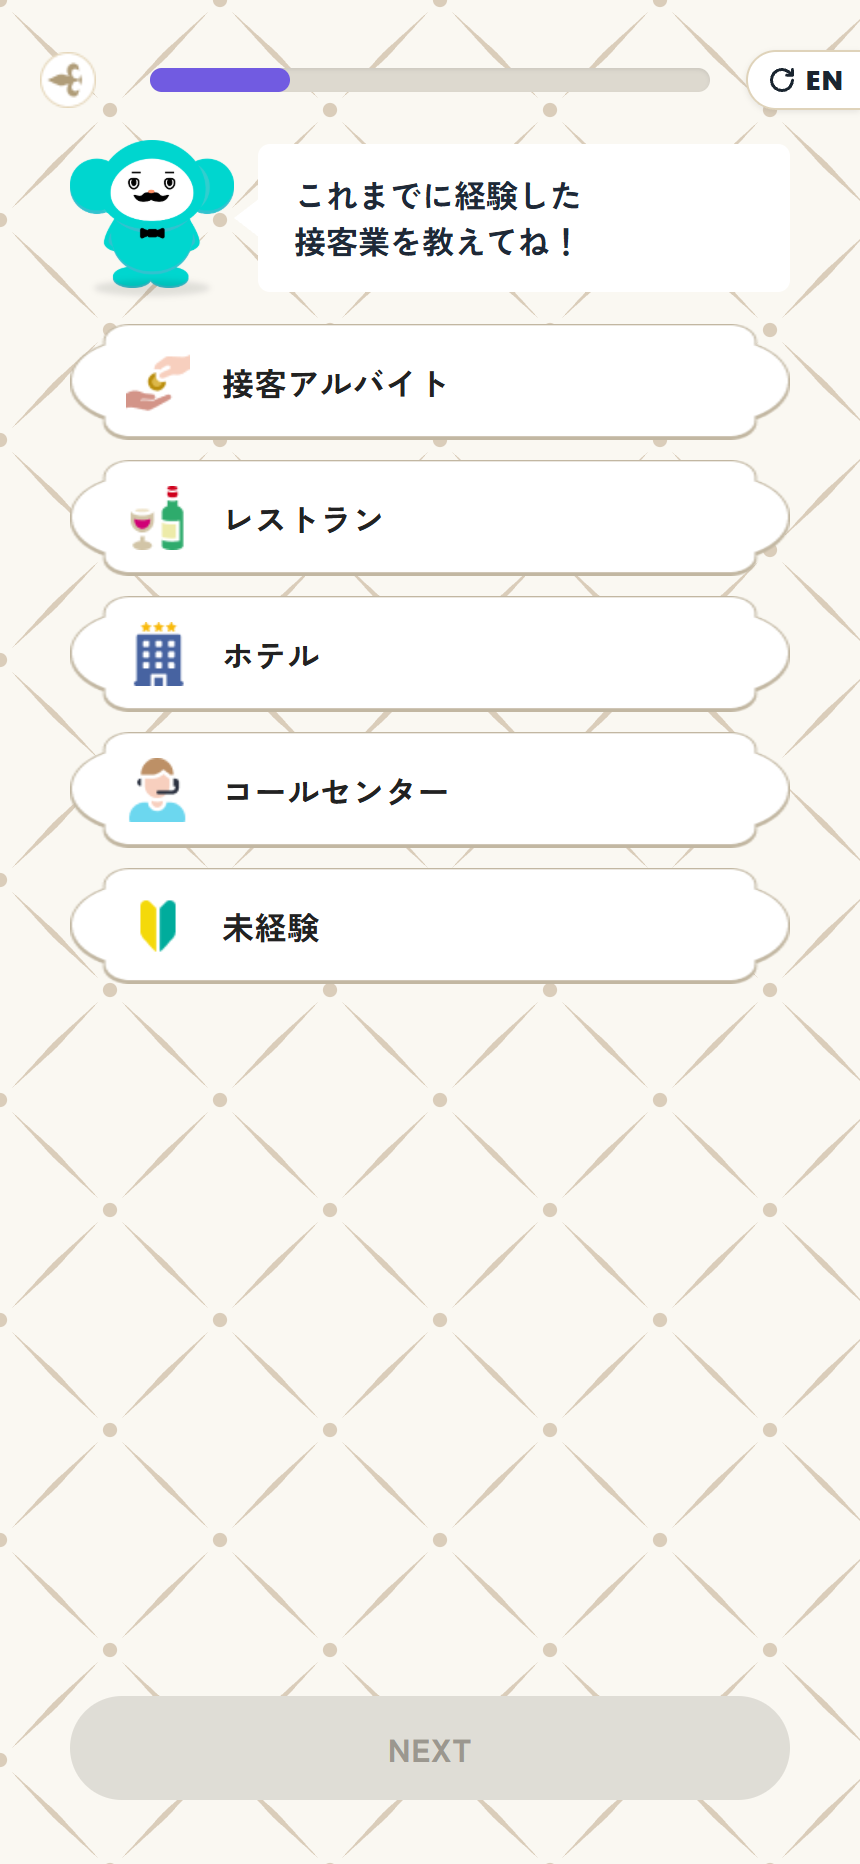 EN
これまでに経験した
接客業を教えてね！
接客アルバイト
レストラン
ホテル
コールセンター
未経験
NEXT